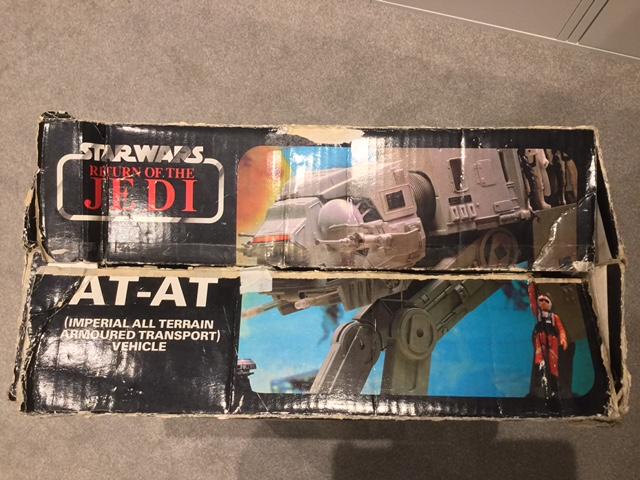 STAR WARS
RETURN OF THE
JEDI
AT-AT
(IMPERIAL ALL TERRAIN
ARMOURED TRANSPORT)
VEHICLE